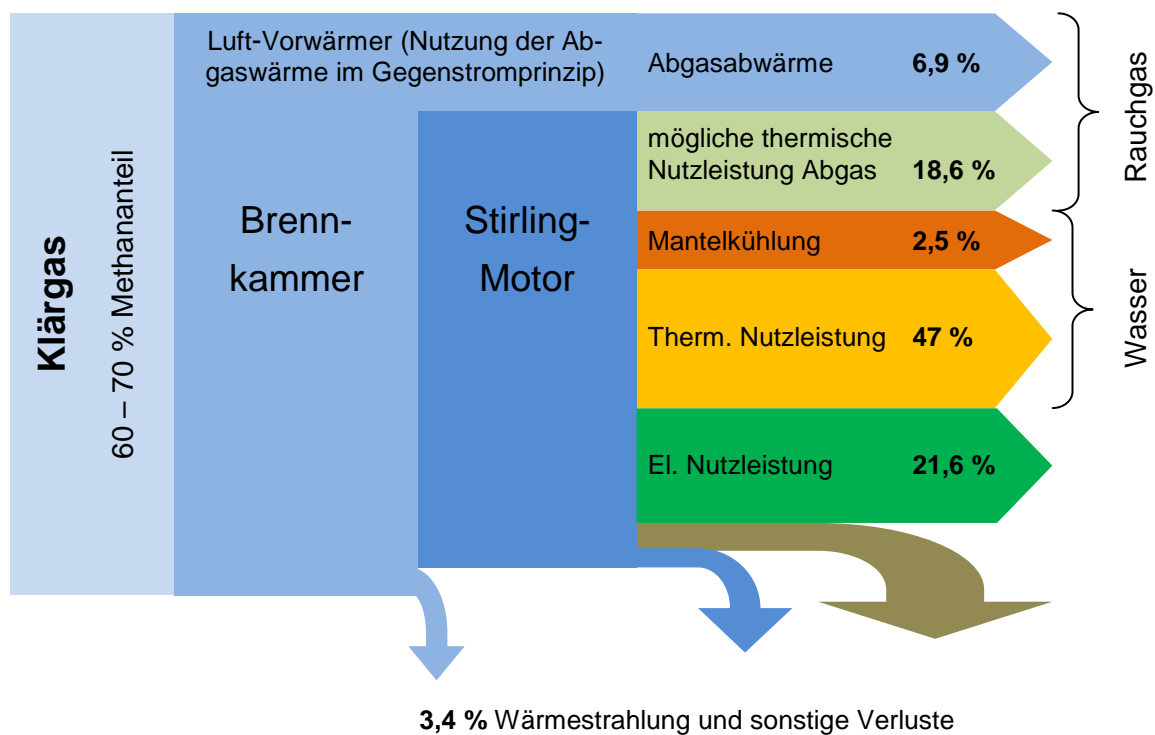 Klärgas
60 – 70 % Methananteil
Luft-Vorwärmer (Nutzung der Ab-
gaswärme im Gegenstromprinzip)
Brenn-
kammer
Stirling-
Motor
Abgasabwärme 6,9 %
mögliche thermische
Nutzleistung Abgas 18,6 %
Mantelkühlung 2,5 %
Therm. Nutzleistung 47 %
El. Nutzleistung 21,6 %
Rauchgas
Wasser
3,4 % Wärmestrahlung und sonstige Verluste